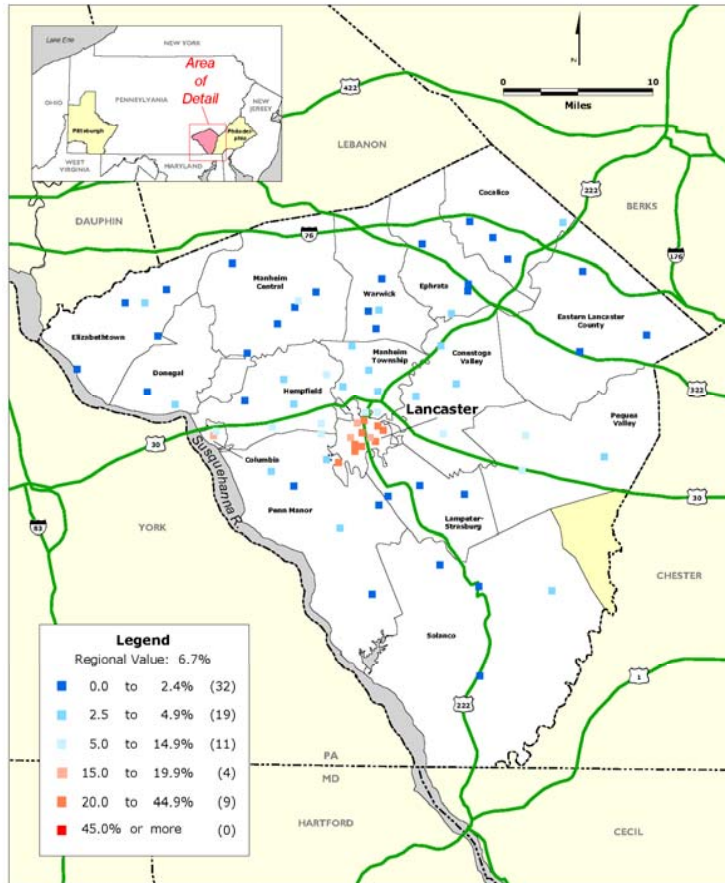 Lake Erie
NEW YORK
Area
of
Detail
OHIO
PENNSYLVANIA
NEW
JERSEY
Pittsburgh
Philadel-
phia
WEST
VIRGINIA
MARYLAND
N
0
10
Miles
422
LEBANON
222
BERKS
DAUPHIN
76
176
Cocalico
Manheim
Central
Warwick
Ephrata
Elizabethtown
Eastern Lancaster
County
Donegal
Manheim
Township
Conestoga
Valley
322
Hempfield
Lancaster
Pequea
Valley
30
Columbia
Susquehanna R.
30
Penn Manor
Lampeter-
Strasburg
YORK
83
CHESTER
Solanco
1
222
Legend
Regional Value: 6.7%
0.0 to 2.4% (32)
2.5 to 4.9% (19)
5.0 to 14.9% (11)
15.0 to 19.9% (4)
20.0 to 44.9% (9)
45.0% or more (0)
PA
MD
HARTFORD
CECIL